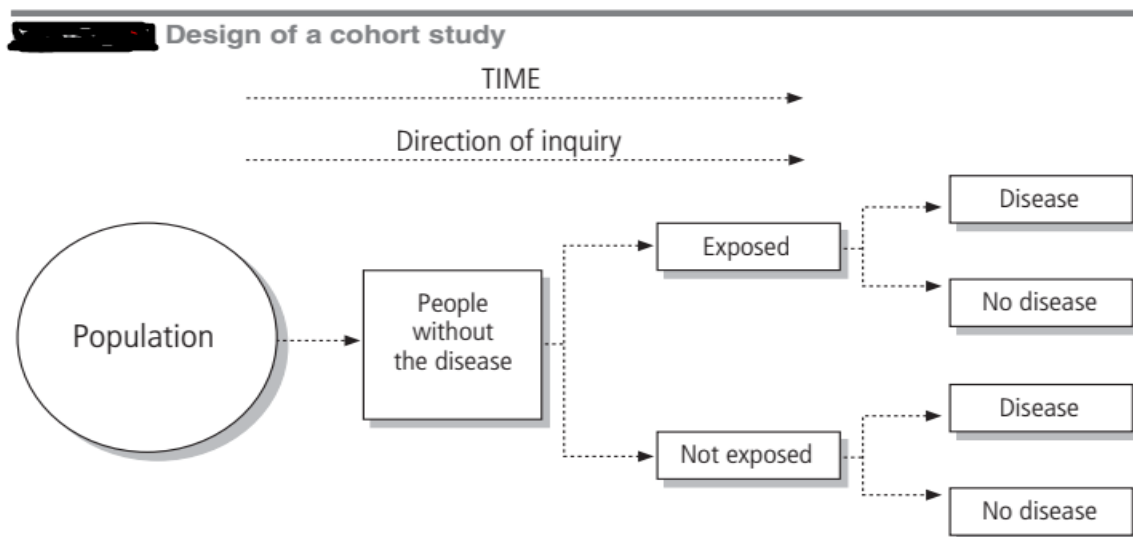 Design of a cohort study
TIME
Direction of inquiry
Population
People
without
the disease
Exposed
Not exposed
Disease
No disease
Disease
No disease